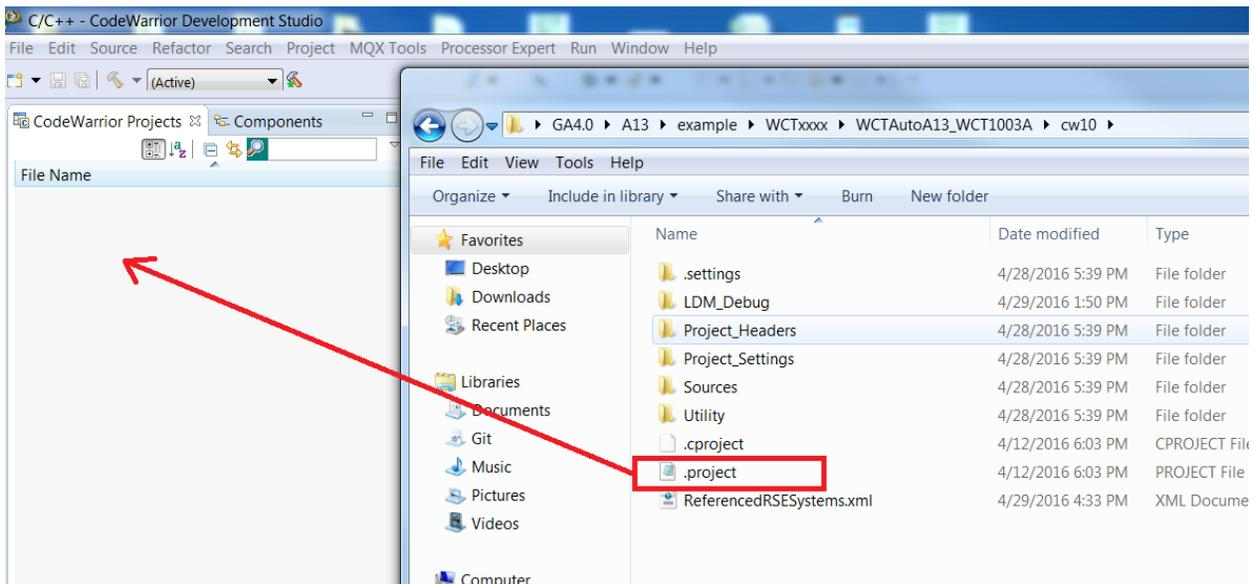 C/C++ - CodeWarrior Development Studio
File Edit Source Refactor Search Project MQX Tools Processor Expert Run Window Help
(Active)
CodeWarrior Projects Components
File Name
GA4.0 A13 example WCTxxxx WCTAutoA13_WCT1003A cw10
File Edit View Tools Help
Organize Include in library Share with Burn New folder
Favorites
Desktop
Downloads
Recent Places
Libraries
Documents
Git
Music
Pictures
Videos
Computer
Name Date modified Type
.settings 4/28/2016 5:39 PM File folder
LDM_Debug 4/29/2016 1:50 PM File folder
Project_Headers 4/28/2016 5:39 PM File folder
Project_Settings 4/28/2016 5:39 PM File folder
Sources 4/28/2016 5:39 PM File folder
Utility 4/28/2016 5:39 PM File folder
.cproject 4/12/2016 6:03 PM CPROJECT File
.project 4/12/2016 6:03 PM PROJECT File
ReferencedRSESystems.xml 4/29/2016 4:33 PM XML Docume